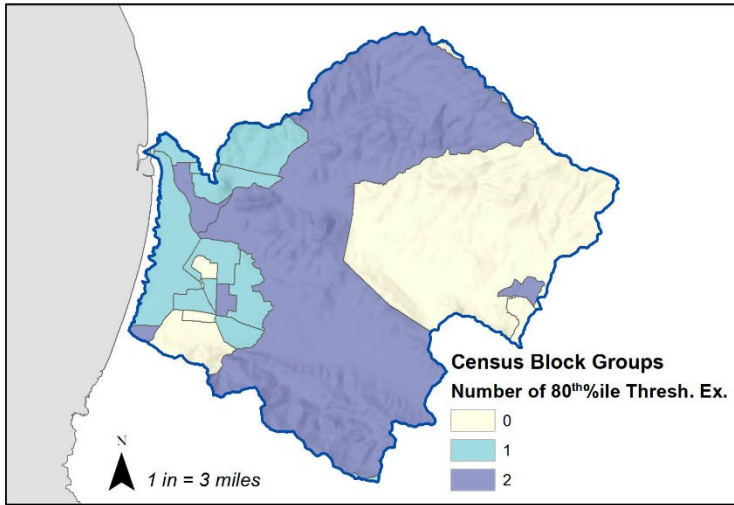 Census Block Groups
Number of 80th%ile Thresh. Ex.
0
1
2
N
1 in = 3 miles